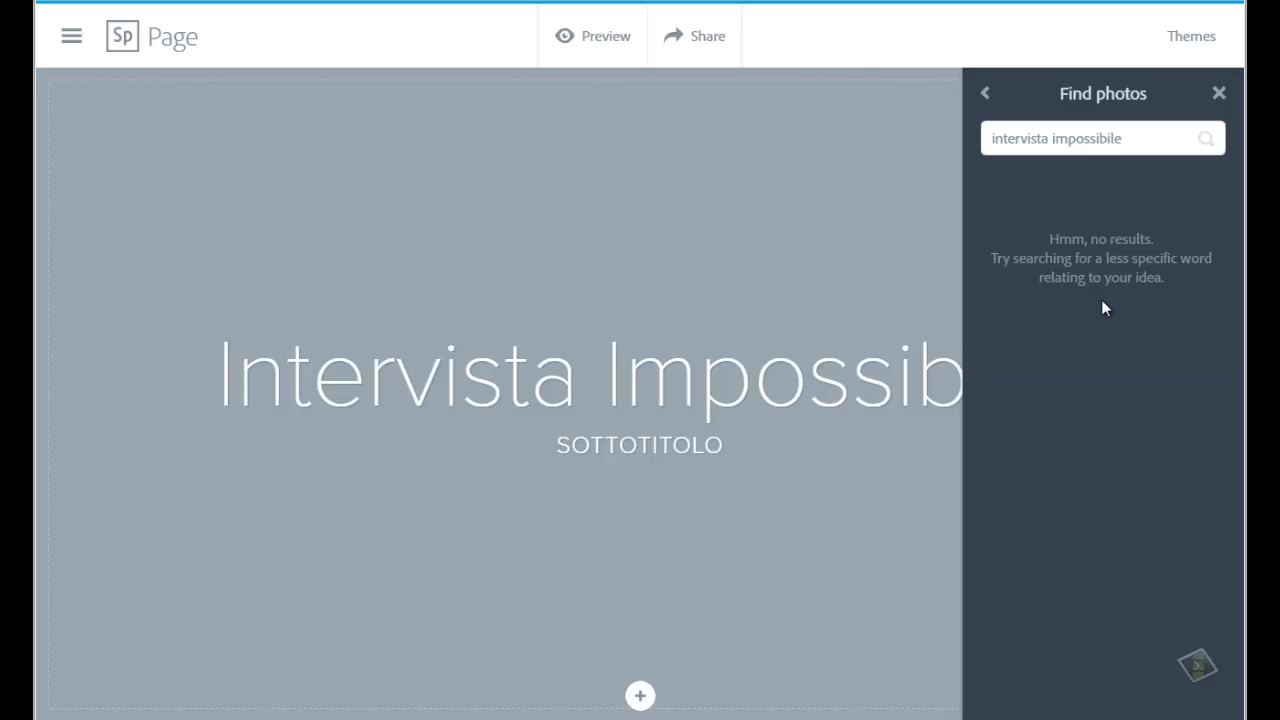 Sp Page
Preview
Share
Themes
Find photos
intervista impossibile
Hmm, no results.
Try searching for a less specific word
relating to your idea.
Intervista Impossib
SOTTOTITOLO